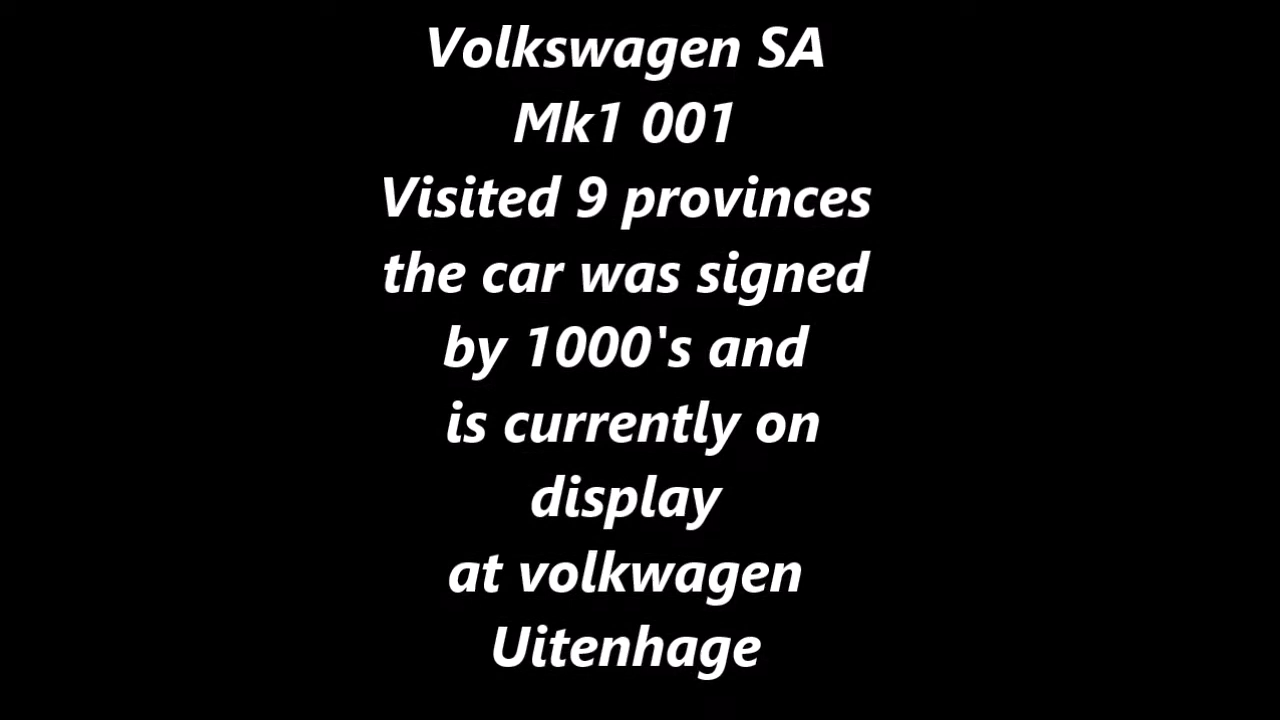 Volkswagen SA
Mk1 001
Visited 9 provinces
the car was signed
by 1000's and
is currently on
display
at volkwagen
Uitenhage